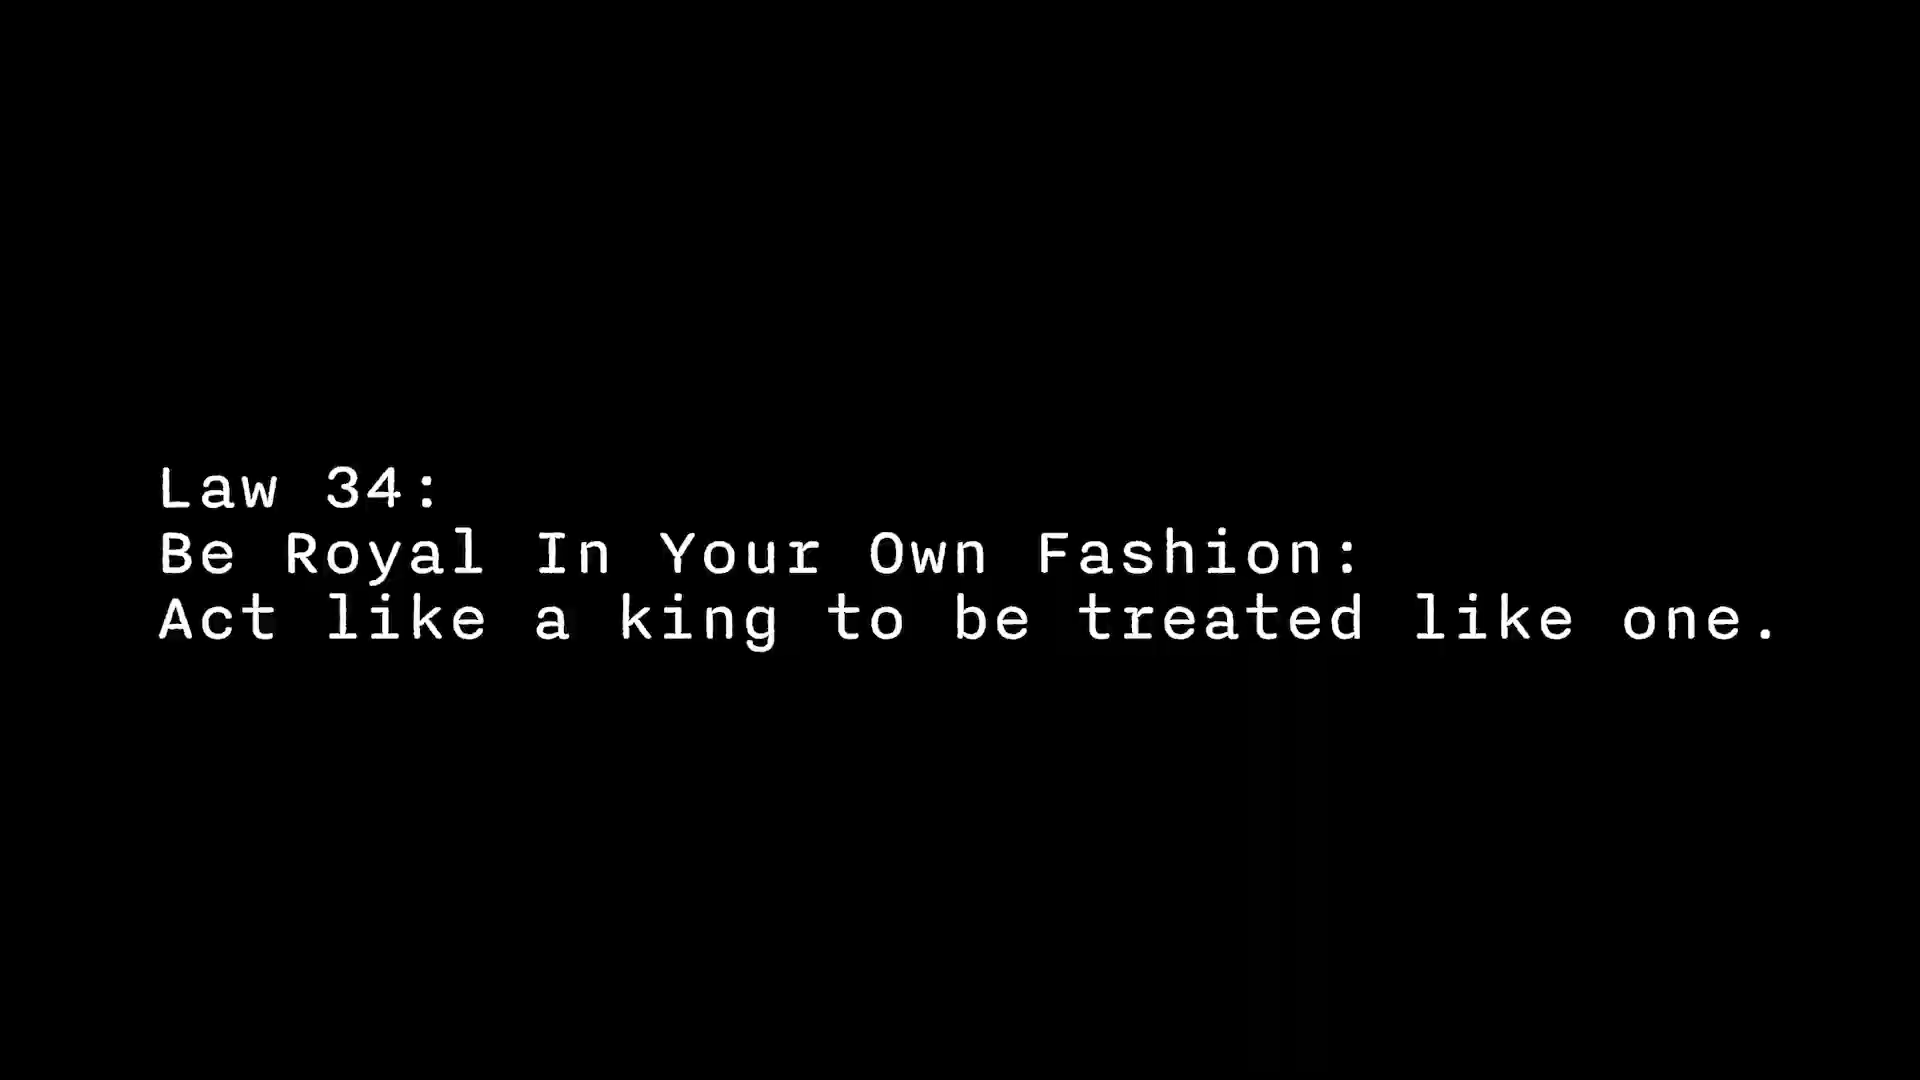 Law 34:
Be Royal In Your Own Fashion:
Act like a king to be treated like one.